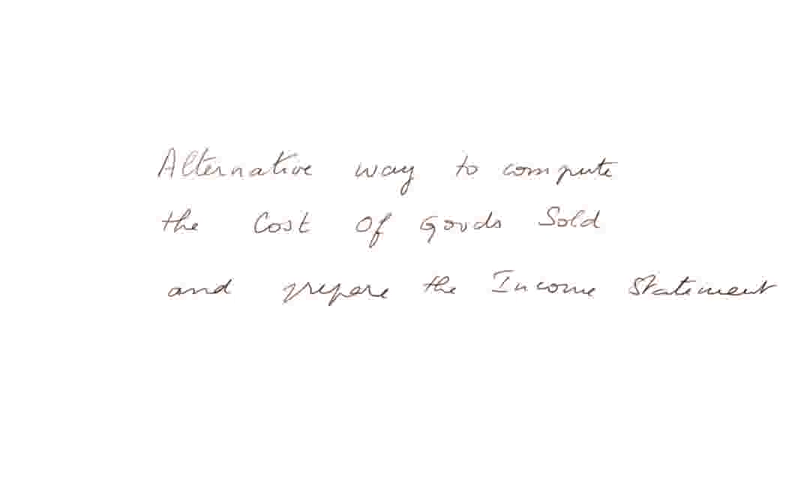 Alternative way to compute
the Cost Of Goods Sold
and prepare the Income Statement